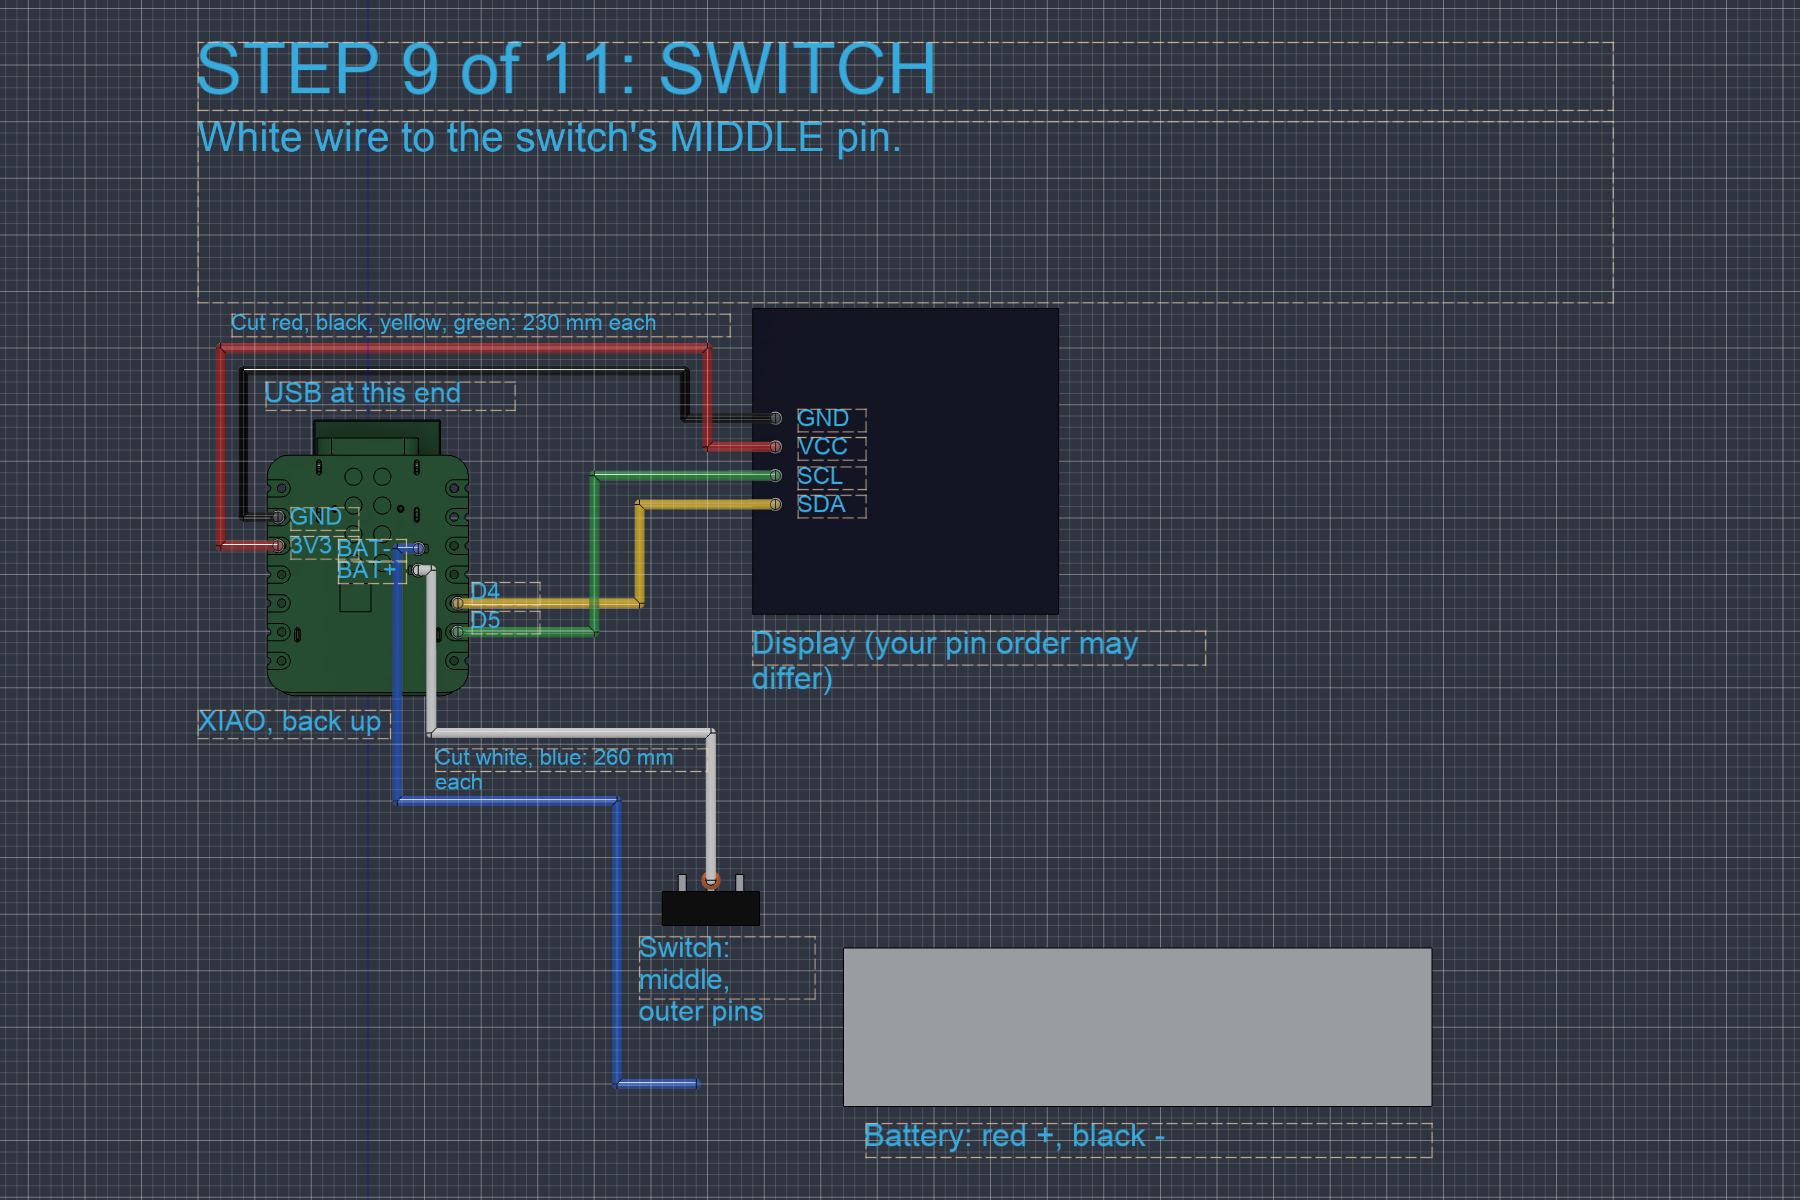 STEP 9 of 11: SWITCH
White wire to the switch's MIDDLE pin.
Cut red, black, yellow, green: 230 mm each
USB at this end
GND
VCC
SCL
SDA
GND
3V3
BAT-
BAT+
D4
D5
Display (your pin order may
differ)
XIAO, back up
Cut white, blue: 260 mm
each
Switch:
middle,
outer pins
Battery: red +, black -